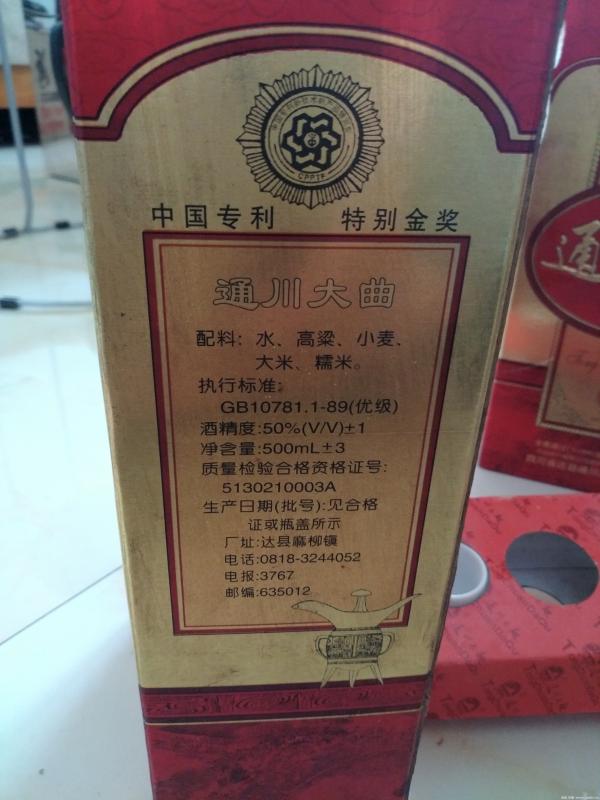 CPPTF
中国专利 特别金奖
通川大曲
配料：水、高粱、小麦、
大米、糯米。
执行标准：
GB10781.1-89(优级)
酒精度:50%(V/V)±1
净含量:500mL±3
质量检验合格资格证号:
5130210003A
生产日期(批号):见合格
证或瓶盖所示
厂址:达县麻柳镇
电话:0818-3244052
电报:3767
邮编:635012
通